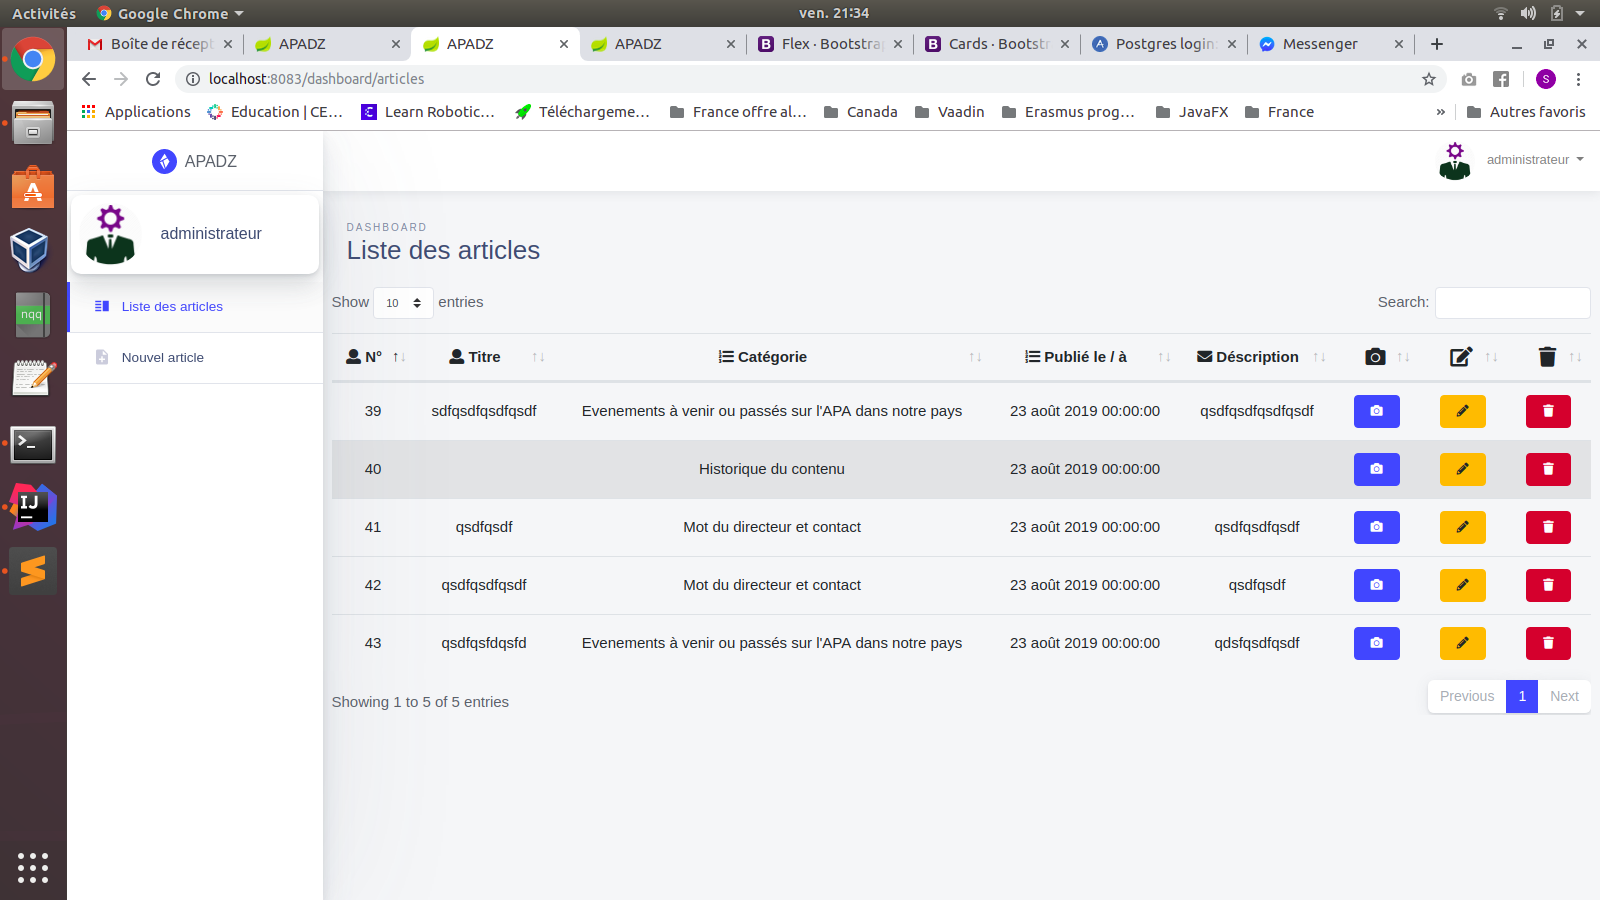 Activités Google Chrome ven. 21:34
Boîte de récept APADZ APADZ APADZ Flex · Bootstra Cards · Bootst Postgres login Messenger
localhost:8083/dashboard/articles S
Applications Education | CE… Learn Robotic… Téléchargeme… France offre al… Canada Vaadin Erasmus prog… JavaFX France » Autres favoris
APADZ
administrateur
administrateur
Liste des articles
Nouvel article
DASHBOARD
Liste des articles
Show 10 entries Search:
N° Titre Catégorie Publié le / à Déscription
39 sdfqsdfqsdfqsdf Evenements à venir ou passés sur l'APA dans notre pays 23 août 2019 00:00:00 qsdfqsdfqsdfqsdf
40 Historique du contenu 23 août 2019 00:00:00
41 qsdfqsdf Mot du directeur et contact 23 août 2019 00:00:00 qsdfqsdfqsdf
42 qsdfqsdfqsdf Mot du directeur et contact 23 août 2019 00:00:00 qsdfqsdf
43 qsdfqsfdqsfd Evenements à venir ou passés sur l'APA dans notre pays 23 août 2019 00:00:00 qdsfqsdfqsdf
Showing 1 to 5 of 5 entries Previous 1 Next
nqq
IJ